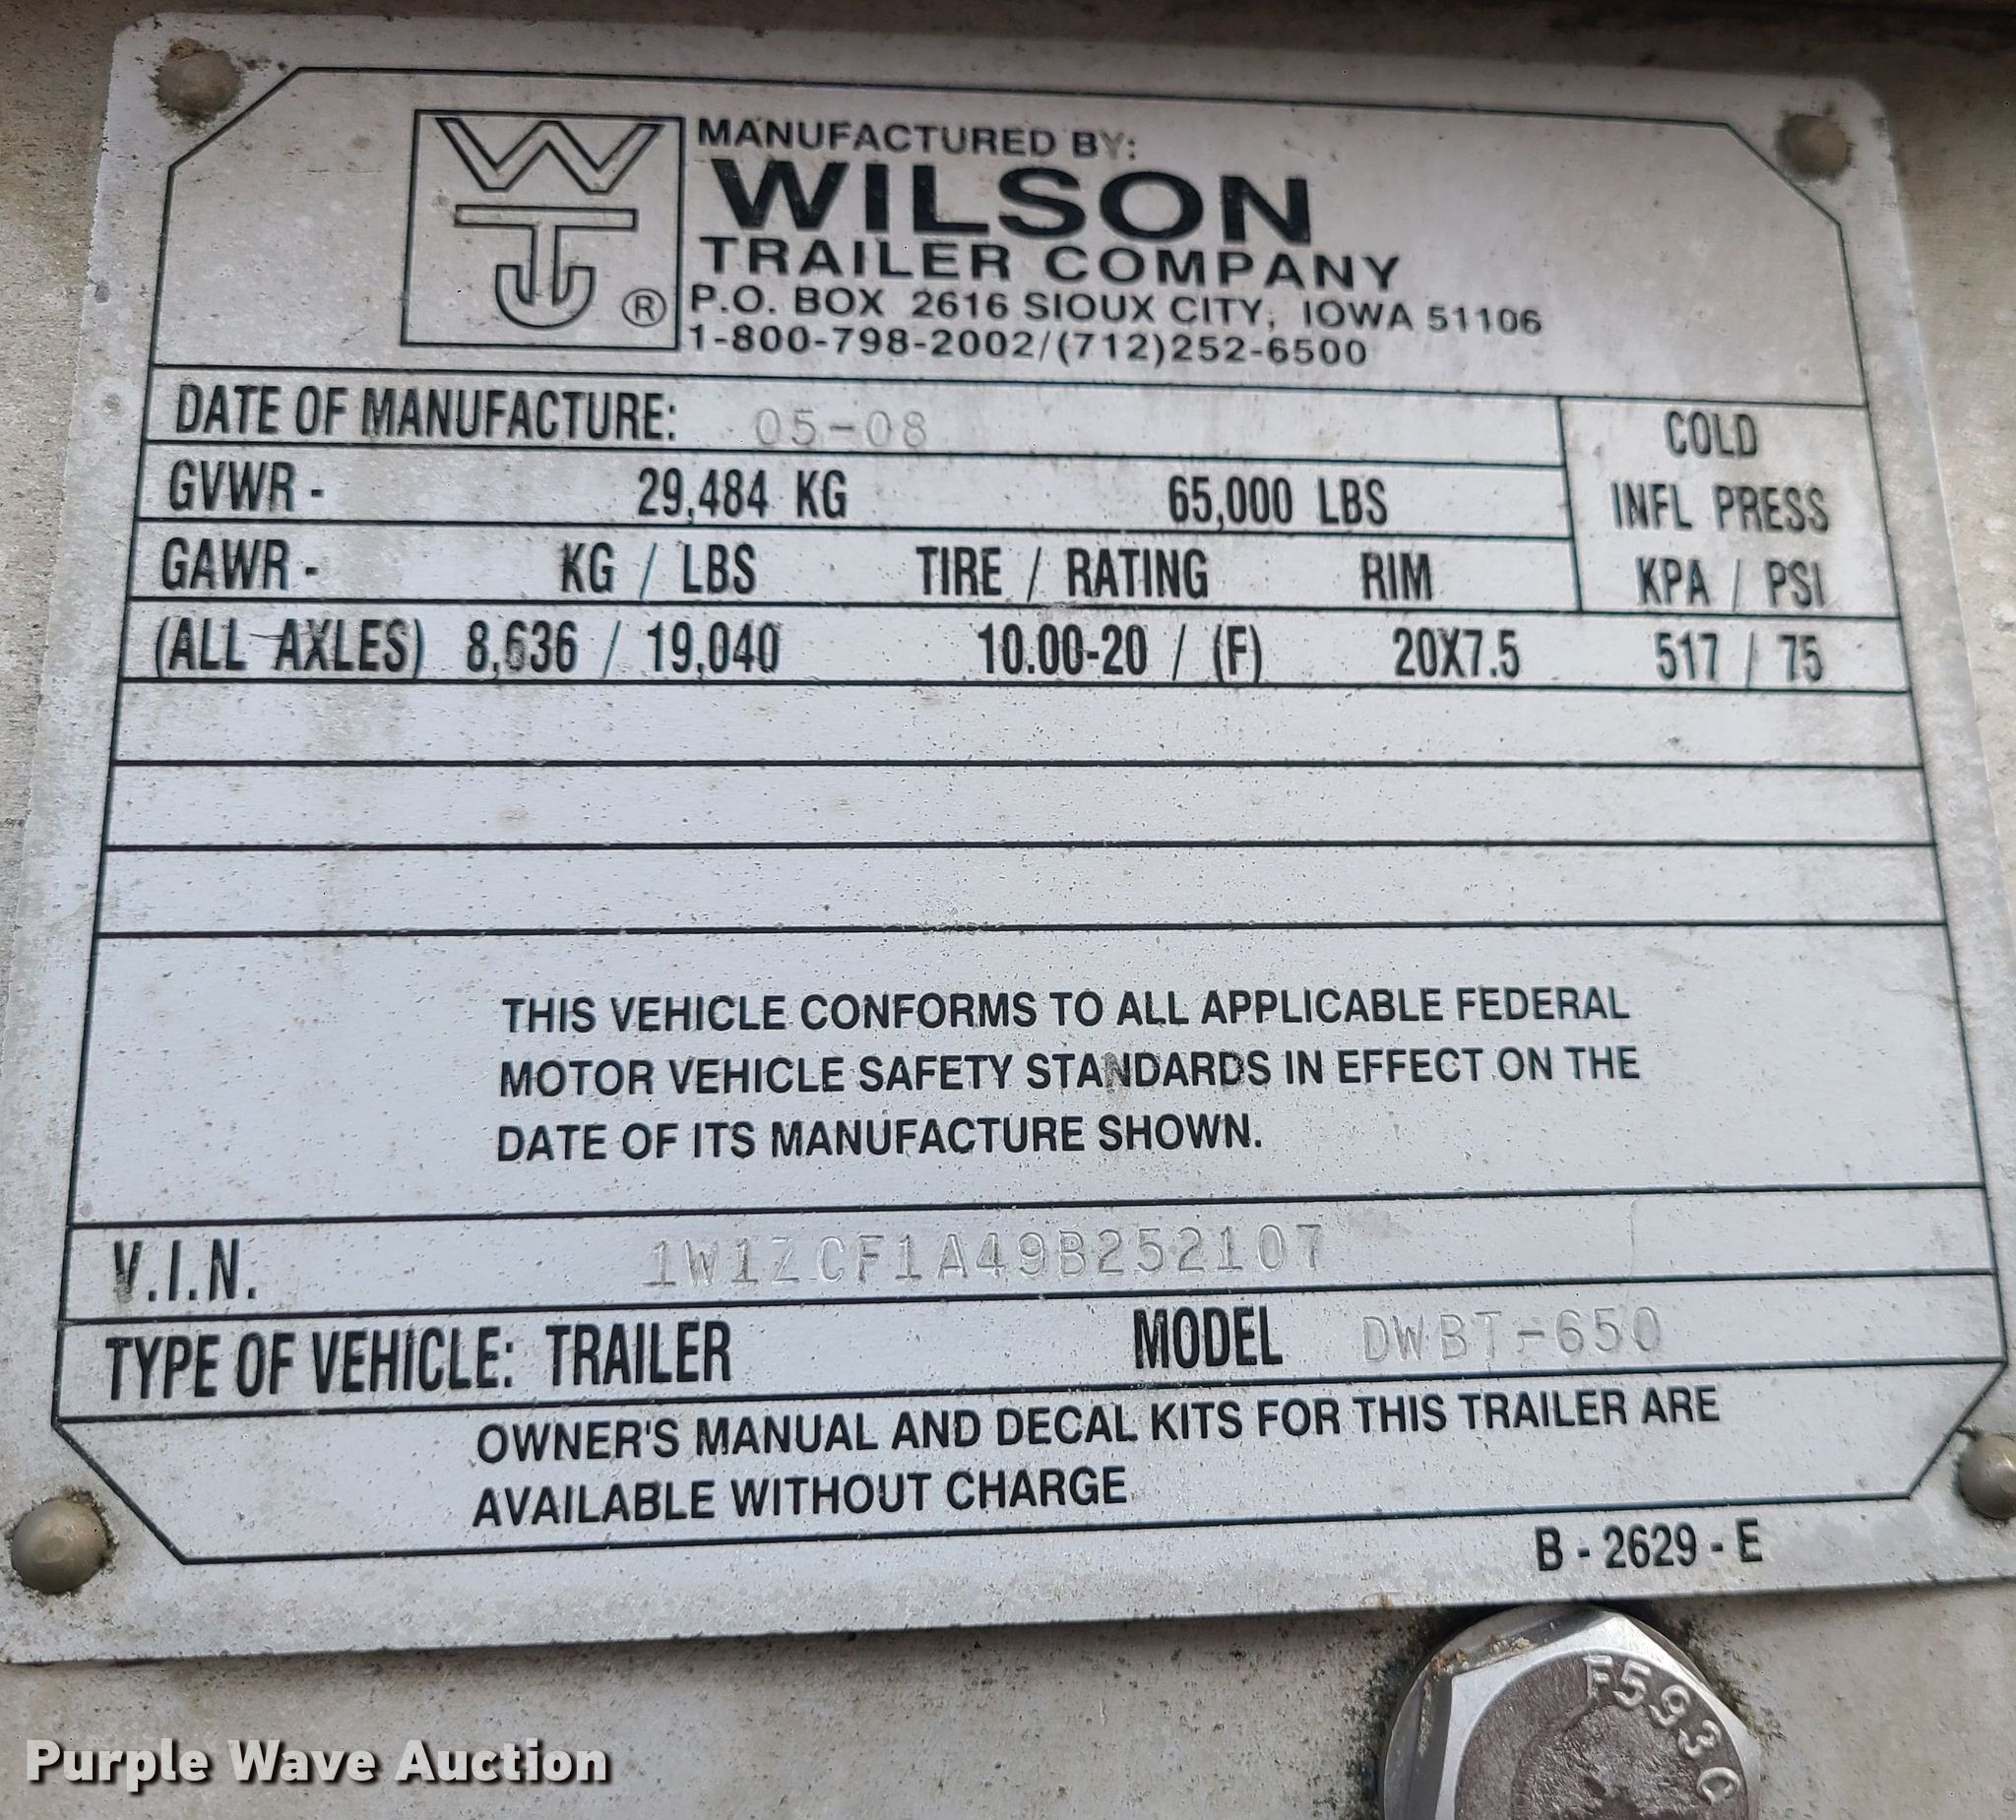 WTJ ®
MANUFACTURED BY:
WILSON
TRAILER COMPANY
P.O. BOX 2616 SIOUX CITY, IOWA 51106
1-800-798-2002/(712)252-6500
DATE OF MANUFACTURE: 05-08
GVWR - 29,484 KG 65,000 LBS
COLD
INFL PRESS
GAWR - KG / LBS TIRE / RATING RIM KPA / PSI
(ALL AXLES) 8,636 / 19,040 10.00-20 / (F) 20X7.5 517 / 75
THIS VEHICLE CONFORMS TO ALL APPLICABLE FEDERAL
MOTOR VEHICLE SAFETY STANDARDS IN EFFECT ON THE
DATE OF ITS MANUFACTURE SHOWN.
V.I.N. 1W1ZCF1A49B252107
TYPE OF VEHICLE: TRAILER MODEL DWBT-650
OWNER'S MANUAL AND DECAL KITS FOR THIS TRAILER ARE
AVAILABLE WITHOUT CHARGE
B - 2629 - E
Purple Wave Auction